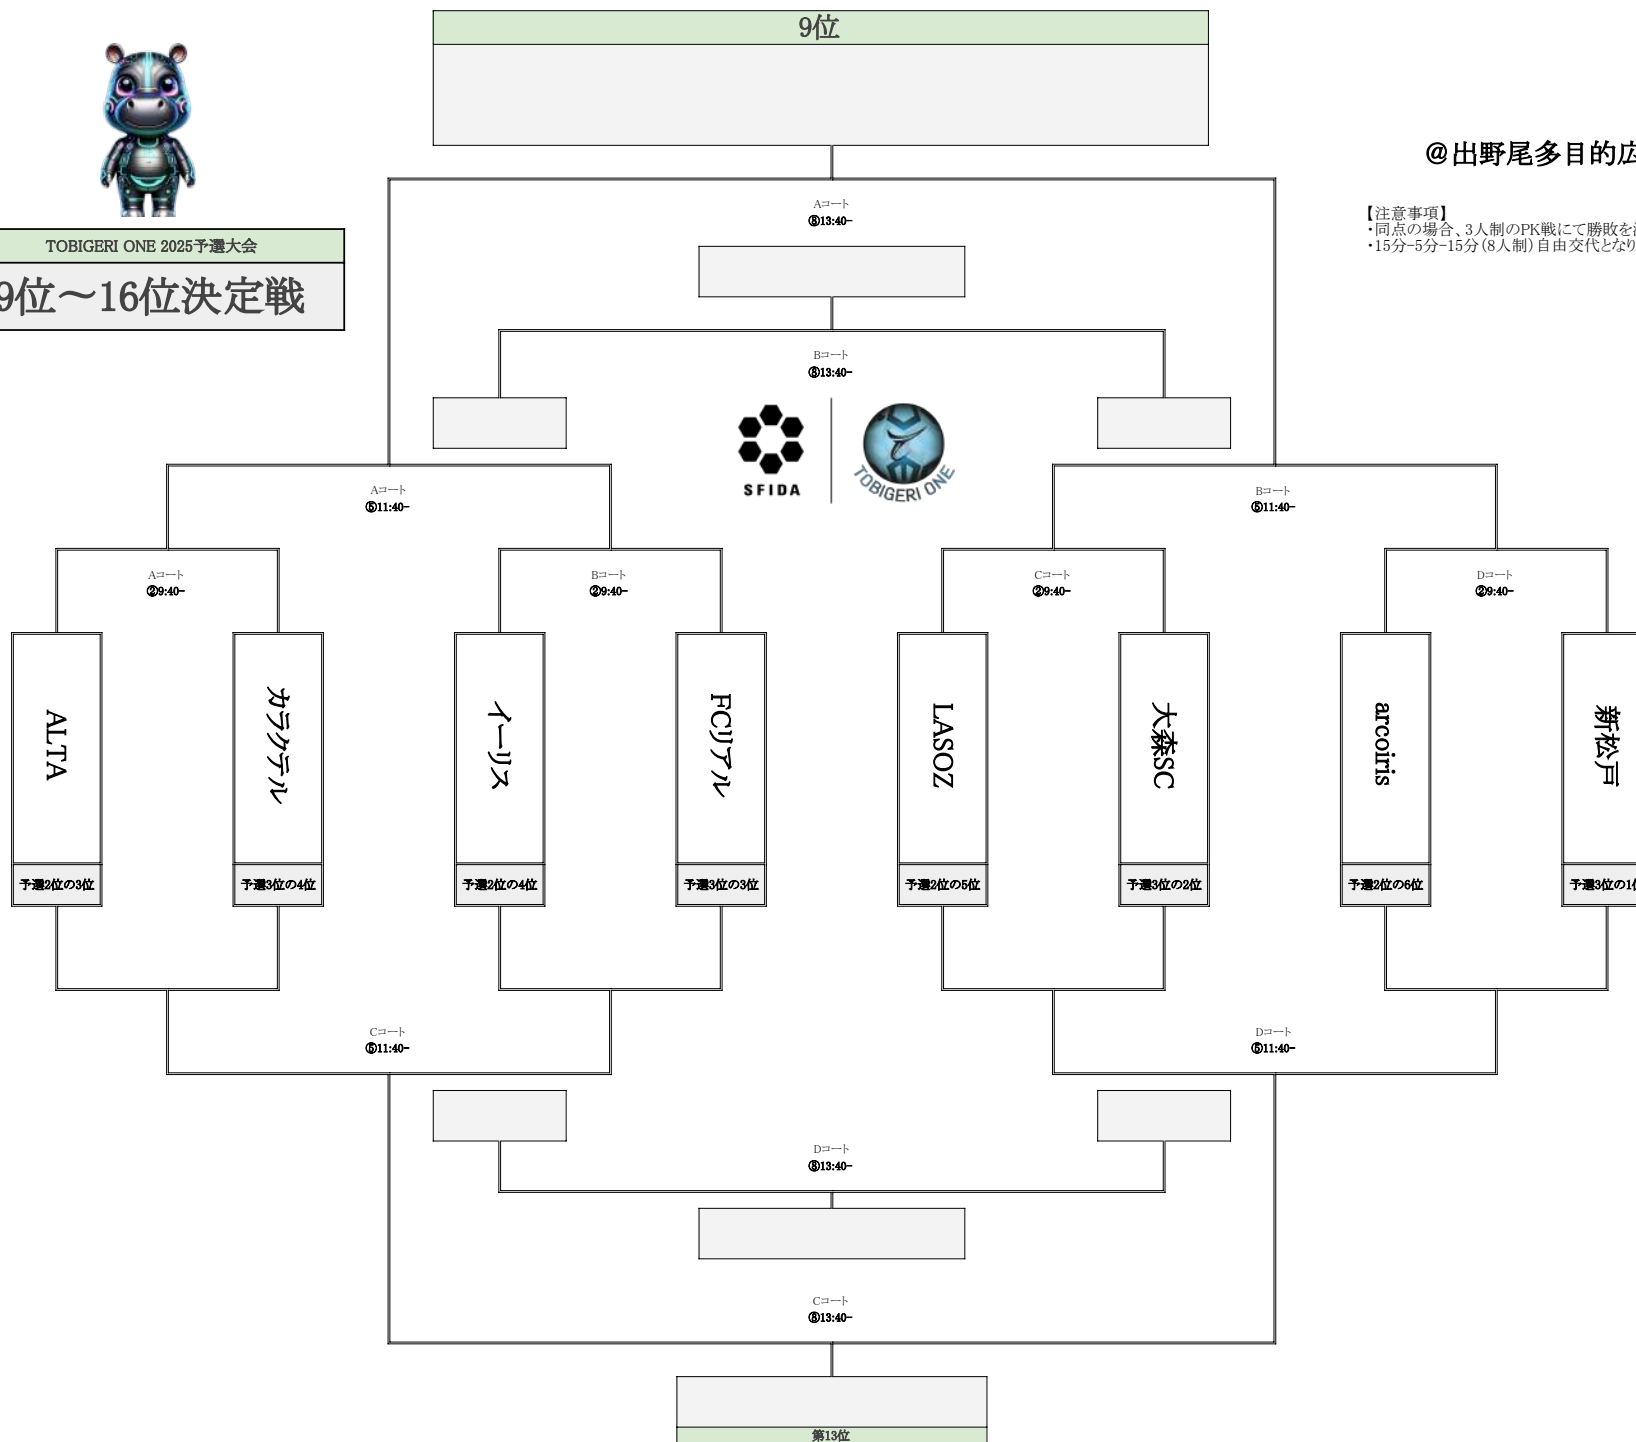 9位
@出野尾多目的広
Aコート
⑧13:40-
【注意事項】
・同点の場合、3人制のPK戦にて勝敗を
・15分-5分-15分(8人制)自由交代となり
TOBIGERI ONE 2025予選大会
9位～16位決定戦
Bコート
⑧13:40-
SFIDA
TOBIGERI ONE
Aコート
⑤11:40-
Bコート
⑤11:40-
Aコート
②9:40-
Bコート
②9:40-
Cコート
②9:40-
Dコート
②9:40-
ALTA
カラクテル
イーリス
FCリアル
LASOZ
大森SC
arcoiris
新松戸
予選2位の3位
予選3位の4位
予選2位の4位
予選3位の3位
予選2位の5位
予選3位の2位
予選2位の6位
予選3位の1位
Cコート
⑤11:40-
Dコート
⑤11:40-
Dコート
⑧13:40-
Cコート
⑧13:40-
第13位